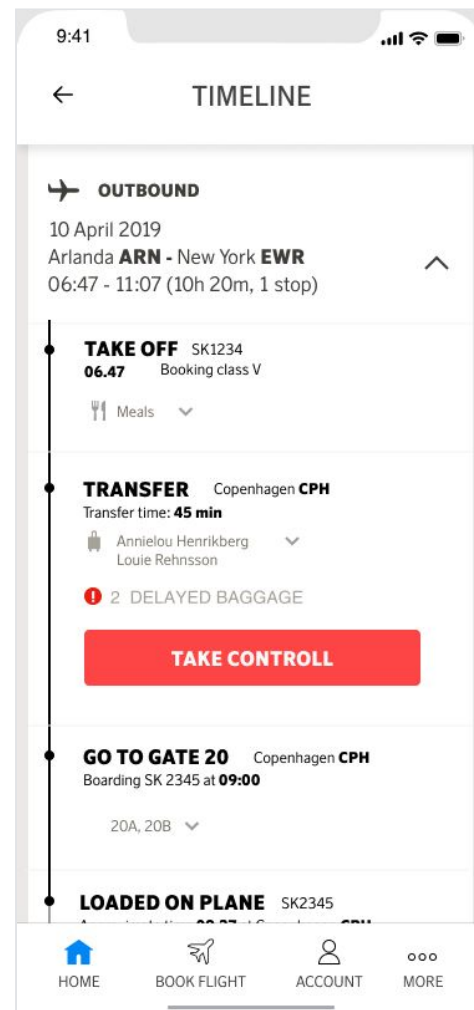 9:41
TIMELINE
OUTBOUND
10 April 2019
Arlanda ARN - New York EWR
06:47 - 11:07 (10h 20m, 1 stop)
TAKE OFF SK1234
06.47 Booking class V
Meals
TRANSFER Copenhagen CPH
Transfer time: 45 min
Annielou Henrikberg
Louie Rehnsson
2 DELAYED BAGGAGE
TAKE CONTROLL
GO TO GATE 20 Copenhagen CPH
Boarding SK 2345 at 09:00
20A, 20B
LOADED ON PLANE SK2345
HOME BOOK FLIGHT ACCOUNT MORE